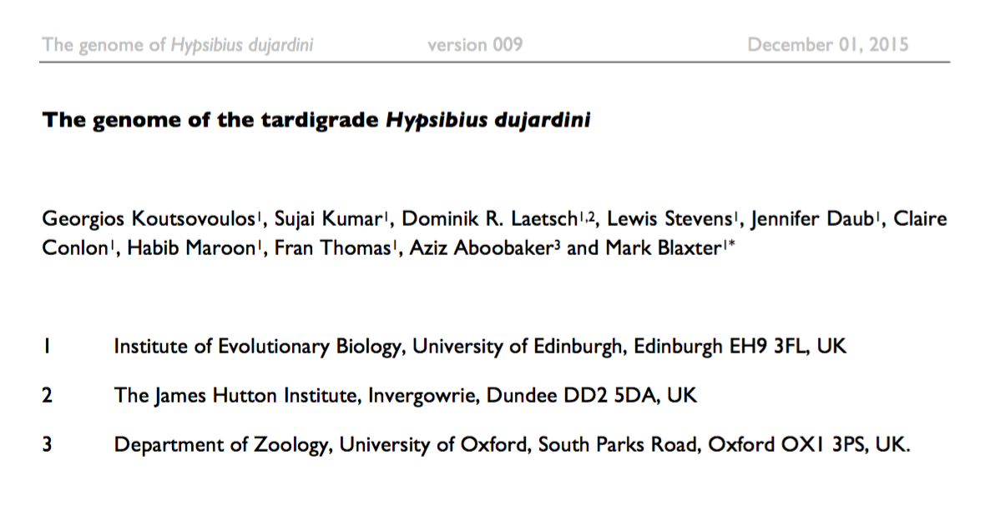 The genome of Hypsibius dujardini version 009 December 01, 2015
The genome of the tardigrade Hypsibius dujardini
Georgios Koutsovoulos¹, Sujai Kumar¹, Dominik R. Laetsch¹,², Lewis Stevens¹, Jennifer Daub¹, Claire
Conlon¹, Habib Maroon¹, Fran Thomas¹, Aziz Aboobaker³ and Mark Blaxter¹*
1 Institute of Evolutionary Biology, University of Edinburgh, Edinburgh EH9 3FL, UK
2 The James Hutton Institute, Invergowrie, Dundee DD2 5DA, UK
3 Department of Zoology, University of Oxford, South Parks Road, Oxford OX1 3PS, UK.